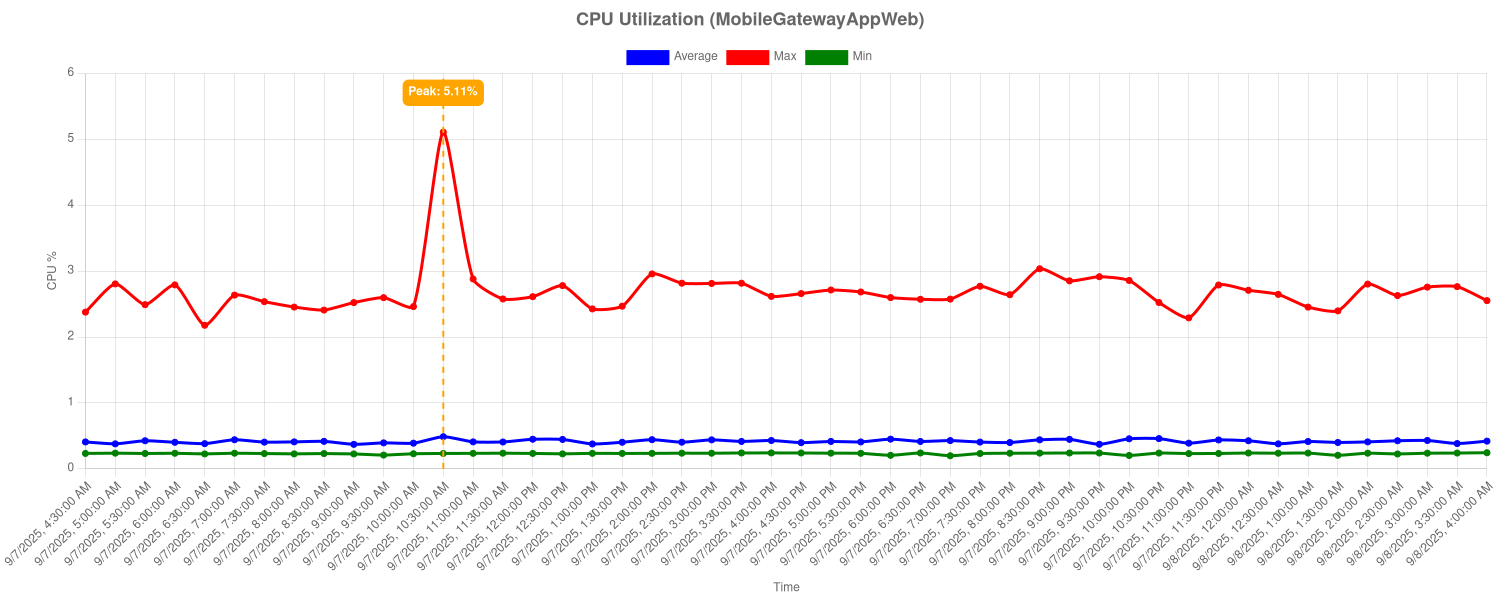 CPU Utilization (MobileGatewayAppWeb)
Average Max Min
Peak: 5.11%
6
5
4
3
2
1
0
CPU %
9/7/2025, 4:30:00 AM
9/7/2025, 5:00:00 AM
9/7/2025, 5:30:00 AM
9/7/2025, 6:00:00 AM
9/7/2025, 6:30:00 AM
9/7/2025, 7:00:00 AM
9/7/2025, 7:30:00 AM
9/7/2025, 8:00:00 AM
9/7/2025, 8:30:00 AM
9/7/2025, 9:00:00 AM
9/7/2025, 9:30:00 AM
9/7/2025, 10:00:00 AM
9/7/2025, 10:30:00 AM
9/7/2025, 11:00:00 AM
9/7/2025, 11:30:00 AM
9/7/2025, 12:00:00 PM
9/7/2025, 12:30:00 PM
9/7/2025, 1:00:00 PM
9/7/2025, 1:30:00 PM
9/7/2025, 2:00:00 PM
9/7/2025, 2:30:00 PM
9/7/2025, 3:00:00 PM
9/7/2025, 3:30:00 PM
9/7/2025, 4:00:00 PM
9/7/2025, 4:30:00 PM
9/7/2025, 5:00:00 PM
9/7/2025, 5:30:00 PM
9/7/2025, 6:00:00 PM
9/7/2025, 6:30:00 PM
9/7/2025, 7:00:00 PM
9/7/2025, 7:30:00 PM
9/7/2025, 8:00:00 PM
9/7/2025, 8:30:00 PM
9/7/2025, 9:00:00 PM
9/7/2025, 9:30:00 PM
9/7/2025, 10:00:00 PM
9/7/2025, 10:30:00 PM
9/7/2025, 11:00:00 PM
9/7/2025, 11:30:00 PM
9/8/2025, 12:00:00 AM
9/8/2025, 12:30:00 AM
9/8/2025, 1:00:00 AM
9/8/2025, 1:30:00 AM
9/8/2025, 2:00:00 AM
9/8/2025, 2:30:00 AM
9/8/2025, 3:00:00 AM
9/8/2025, 3:30:00 AM
9/8/2025, 4:00:00 AM
Time